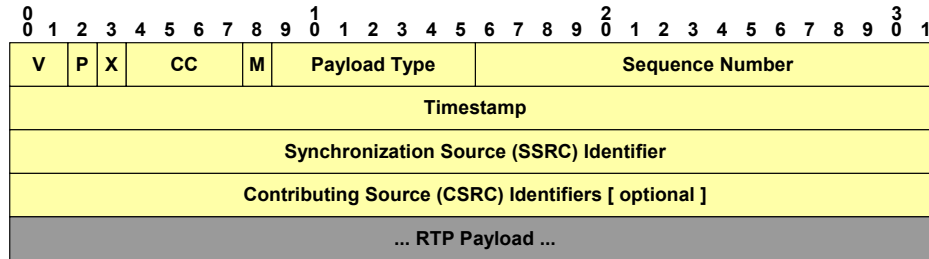 0 1 2 3
0 1 2 3 4 5 6 7 8 9 0 1 2 3 4 5 6 7 8 9 0 1 2 3 4 5 6 7 8 9 0 1
V P X CC M Payload Type Sequence Number
Timestamp
Synchronization Source (SSRC) Identifier
Contributing Source (CSRC) Identifiers [ optional ]
... RTP Payload ...